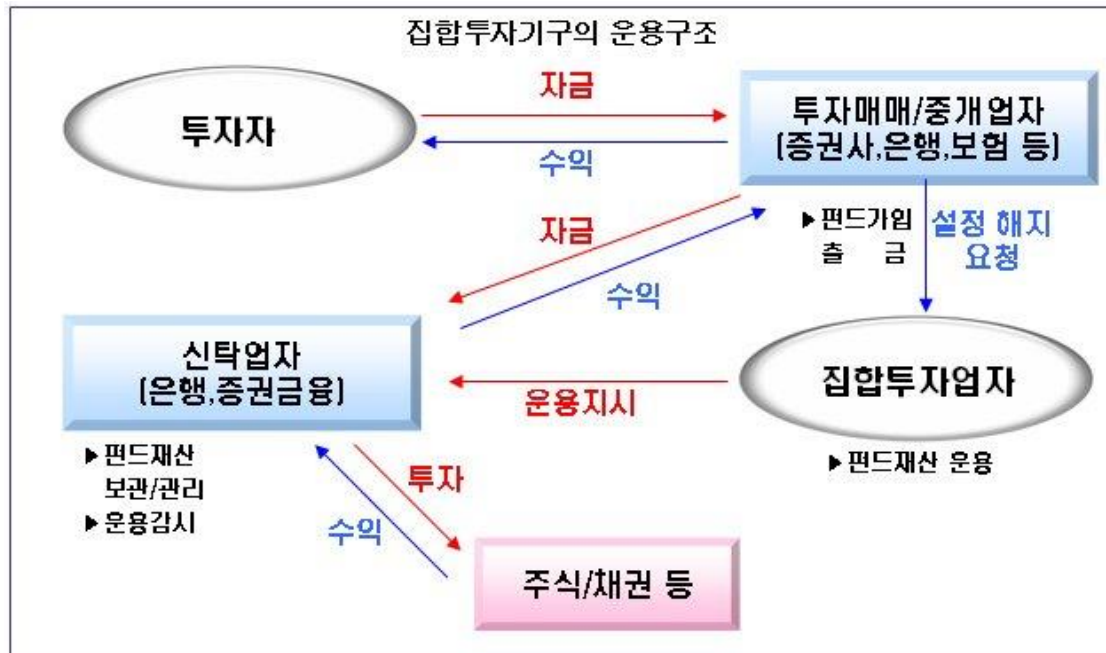 집합투자기구의 운용구조
자금
투자자
투자매매/중개업자
(증권사,은행,보험 등)
수익
자금
▶펀드가입
출 금
설정 해지
요청
수익
신탁업자
(은행,증권금융)
운용지시
집합투자업자
▶펀드재산
보관/관리
▶운용감시
투자
▶펀드재산 운용
수익
주식/채권 등